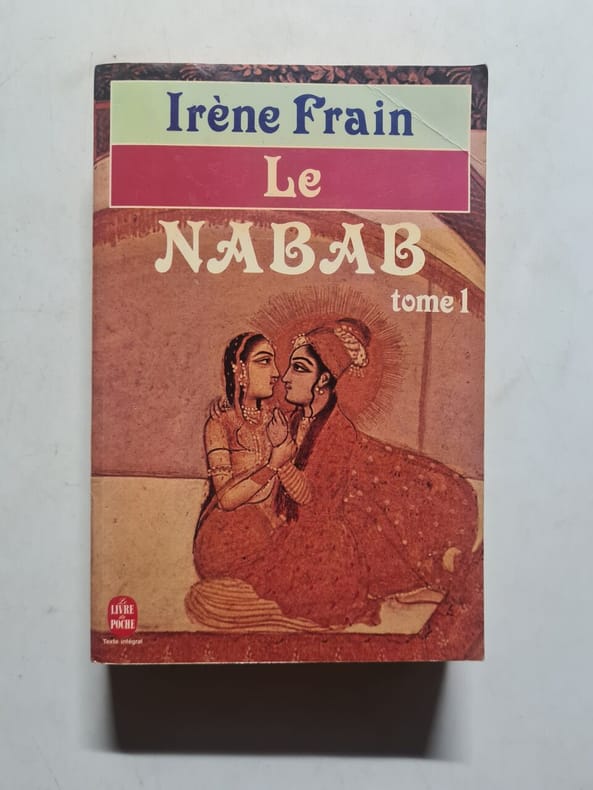 Irène Frain
Le
NABAB
tome 1
Le
LIVRE
de
POCHE
Texte intégral